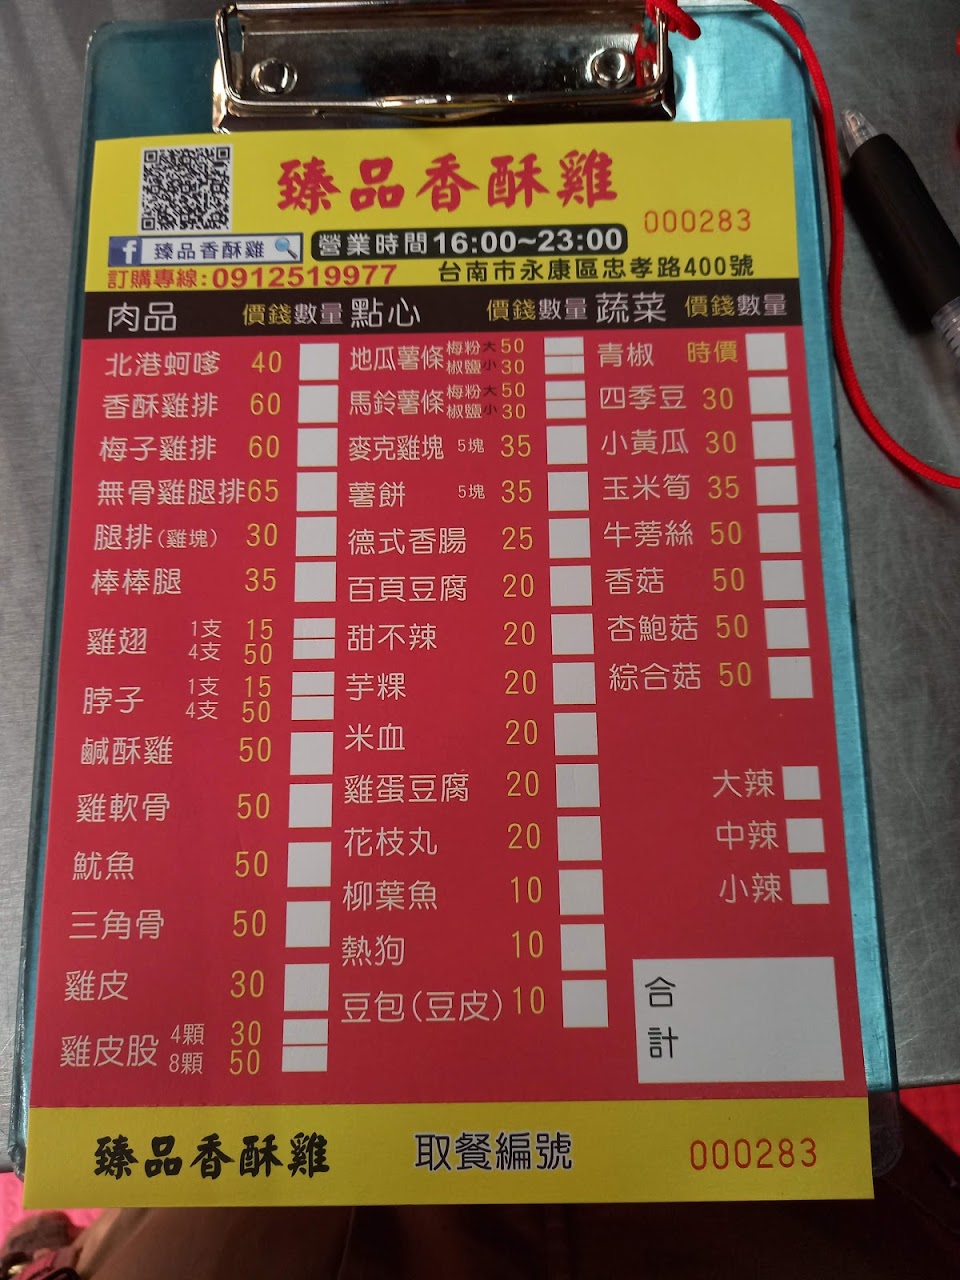 臻品香酥雞
000283
臻品香酥雞
營業時間16:00~23:00
訂購專線:0912519977
台南市永康區忠孝路400號
肉品 價錢 數量
北港蚵嗲 40
香酥雞排 60
梅子雞排 60
無骨雞腿排 65
腿排(雞塊) 30
棒棒腿 35
雞翅 1支 15
4支 50
脖子 1支 15
4支 50
鹹酥雞 50
雞軟骨 50
魷魚 50
三角骨 50
雞皮 30
雞皮股 4顆 30
8顆 50
點心 價錢 數量
地瓜薯條 梅粉 大 50
椒鹽 小 30
馬鈴薯條 梅粉 大 50
椒鹽 小 30
麥克雞塊 5塊 35
薯餅 5塊 35
德式香腸 25
百頁豆腐 20
甜不辣 20
芋粿 20
米血 20
雞蛋豆腐 20
花枝丸 20
柳葉魚 10
熱狗 10
豆包(豆皮) 10
蔬菜 價錢 數量
青椒 時價
四季豆 30
小黃瓜 30
玉米筍 35
牛蒡絲 50
香菇 50
杏鮑菇 50
綜合菇 50
大辣
中辣
小辣
合計
臻品香酥雞 取餐編號 000283